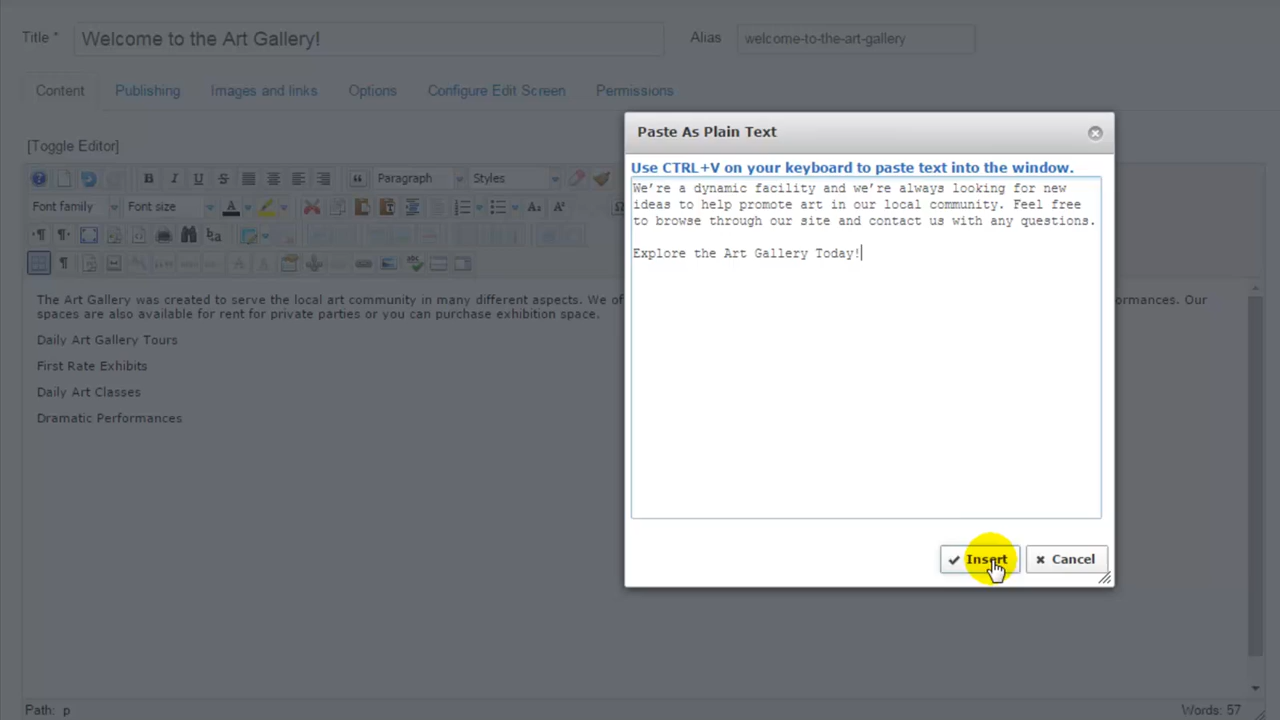 Title * Welcome to the Art Gallery! Alias welcome-to-the-art-gallery
Content Publishing Images and links Options Configure Edit Screen Permissions
[Toggle Editor]
Paragraph Styles
Font family Font size
The Art Gallery was created to serve the local art community in many different aspects. We of
formances. Our
spaces are also available for rent for private parties or you can purchase exhibition space.
Daily Art Gallery Tours
First Rate Exhibits
Daily Art Classes
Dramatic Performances
Paste As Plain Text
Use CTRL+V on your keyboard to paste text into the window.
We’re a dynamic facility and we’re always looking for new
ideas to help promote art in our local community. Feel free
to browse through our site and contact us with any questions.
Explore the Art Gallery Today!
Insert Cancel
Path: p Words: 57